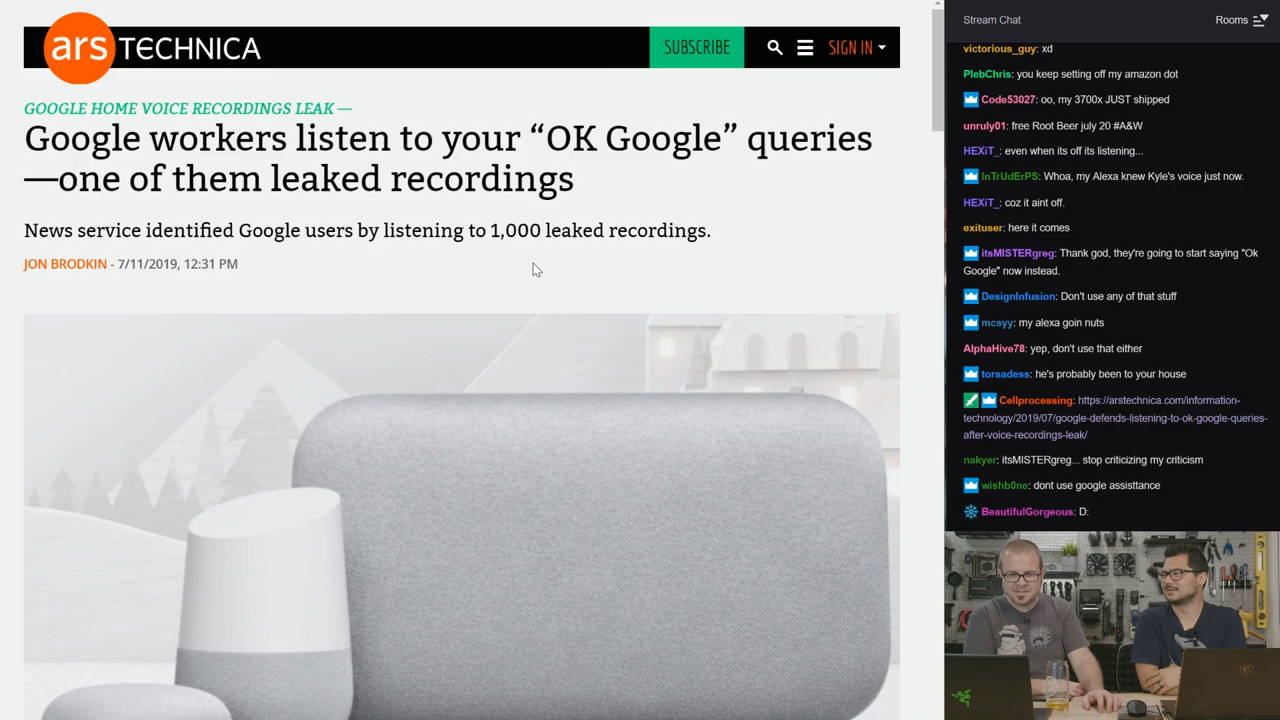 ars TECHNICA
SUBSCRIBE
SIGN IN
GOOGLE HOME VOICE RECORDINGS LEAK —
Google workers listen to your “OK Google” queries
—one of them leaked recordings
News service identified Google users by listening to 1,000 leaked recordings.
JON BRODKIN - 7/11/2019, 12:31 PM
Stream Chat
Rooms
victorious_guy: xd
PlebChris: you keep setting off my amazon dot
Code53027: oo, my 3700x JUST shipped
unruly01: free Root Beer july 20 #A&W
HEXiT_: even when its off its listening...
InTrUdErPS: Whoa, my Alexa knew Kyle's voice just now.
HEXiT_: coz it aint off.
exituser: here it comes
itsMISTERgreg: Thank god, they're going to start saying "Ok
Google" now instead.
DesignInfusion: Don't use any of that stuff
mcsyy: my alexa goin nuts
AlphaHive78: yep, don't use that either
torsadess: he's probably been to your house
Cellprocessing: https://arstechnica.com/information-
technology/2019/07/google-defends-listening-to-ok-google-queries-
after-voice-recordings-leak/
nakyer: itsMISTERgreg... stop criticizing my criticism
wishb0ne: dont use google assisttance
BeautifulGorgeous: D: